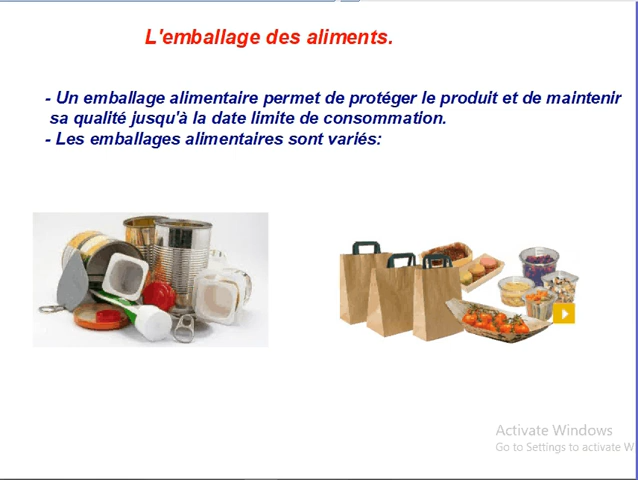 L'emballage des aliments.
- Un emballage alimentaire permet de protéger le produit et de maintenir
sa qualité jusqu'à la date limite de consommation.
- Les emballages alimentaires sont variés:
Activate Windows
Go to Settings to activate W